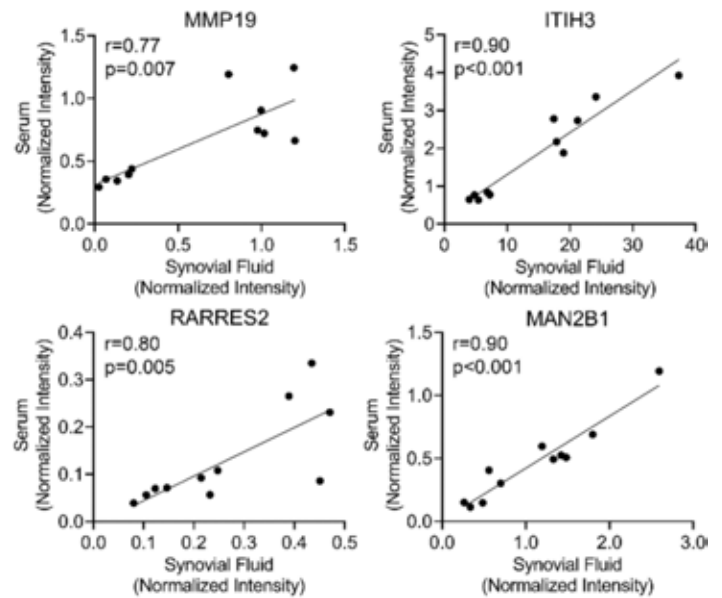 MMP19
r=0.77
p=0.007
1.5
1.0
0.5
0.0
0.0 0.5 1.0 1.5
Serum
(Normalized Intensity)
Synovial Fluid
(Normalized Intensity)
ITIH3
r=0.90
p<0.001
5
4
3
2
1
0
0 10 20 30 40
Serum
(Normalized Intensity)
Synovial Fluid
(Normalized Intensity)
RARRES2
r=0.80
p=0.005
0.4
0.3
0.2
0.1
0.0
0.0 0.1 0.2 0.3 0.4 0.5
Serum
(Normalized Intensity)
Synovial Fluid
(Normalized Intensity)
MAN2B1
r=0.90
p<0.001
1.5
1.0
0.5
0.0
0.0 1.0 2.0 3.0
Serum
(Normalized Intensity)
Synovial Fluid
(Normalized Intensity)